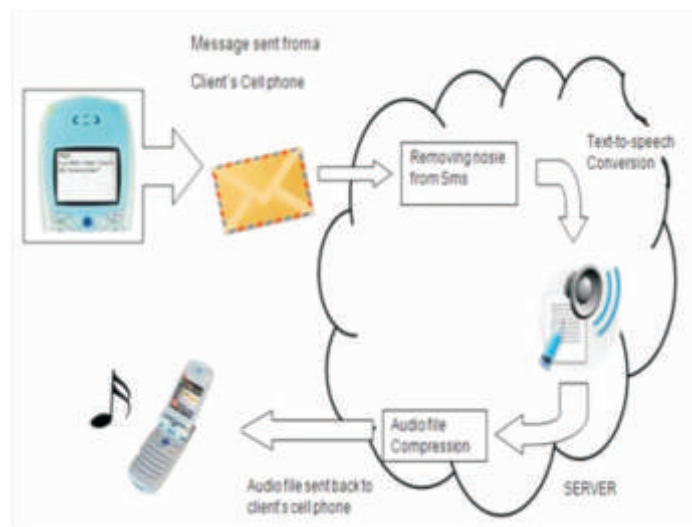 Message sent froma
Client's Cell phone
Removing nosie
from Sms
Text-to-speech
Conversion
Audio file
Compression
Audio file sent back to
client's cell phone
SERVER